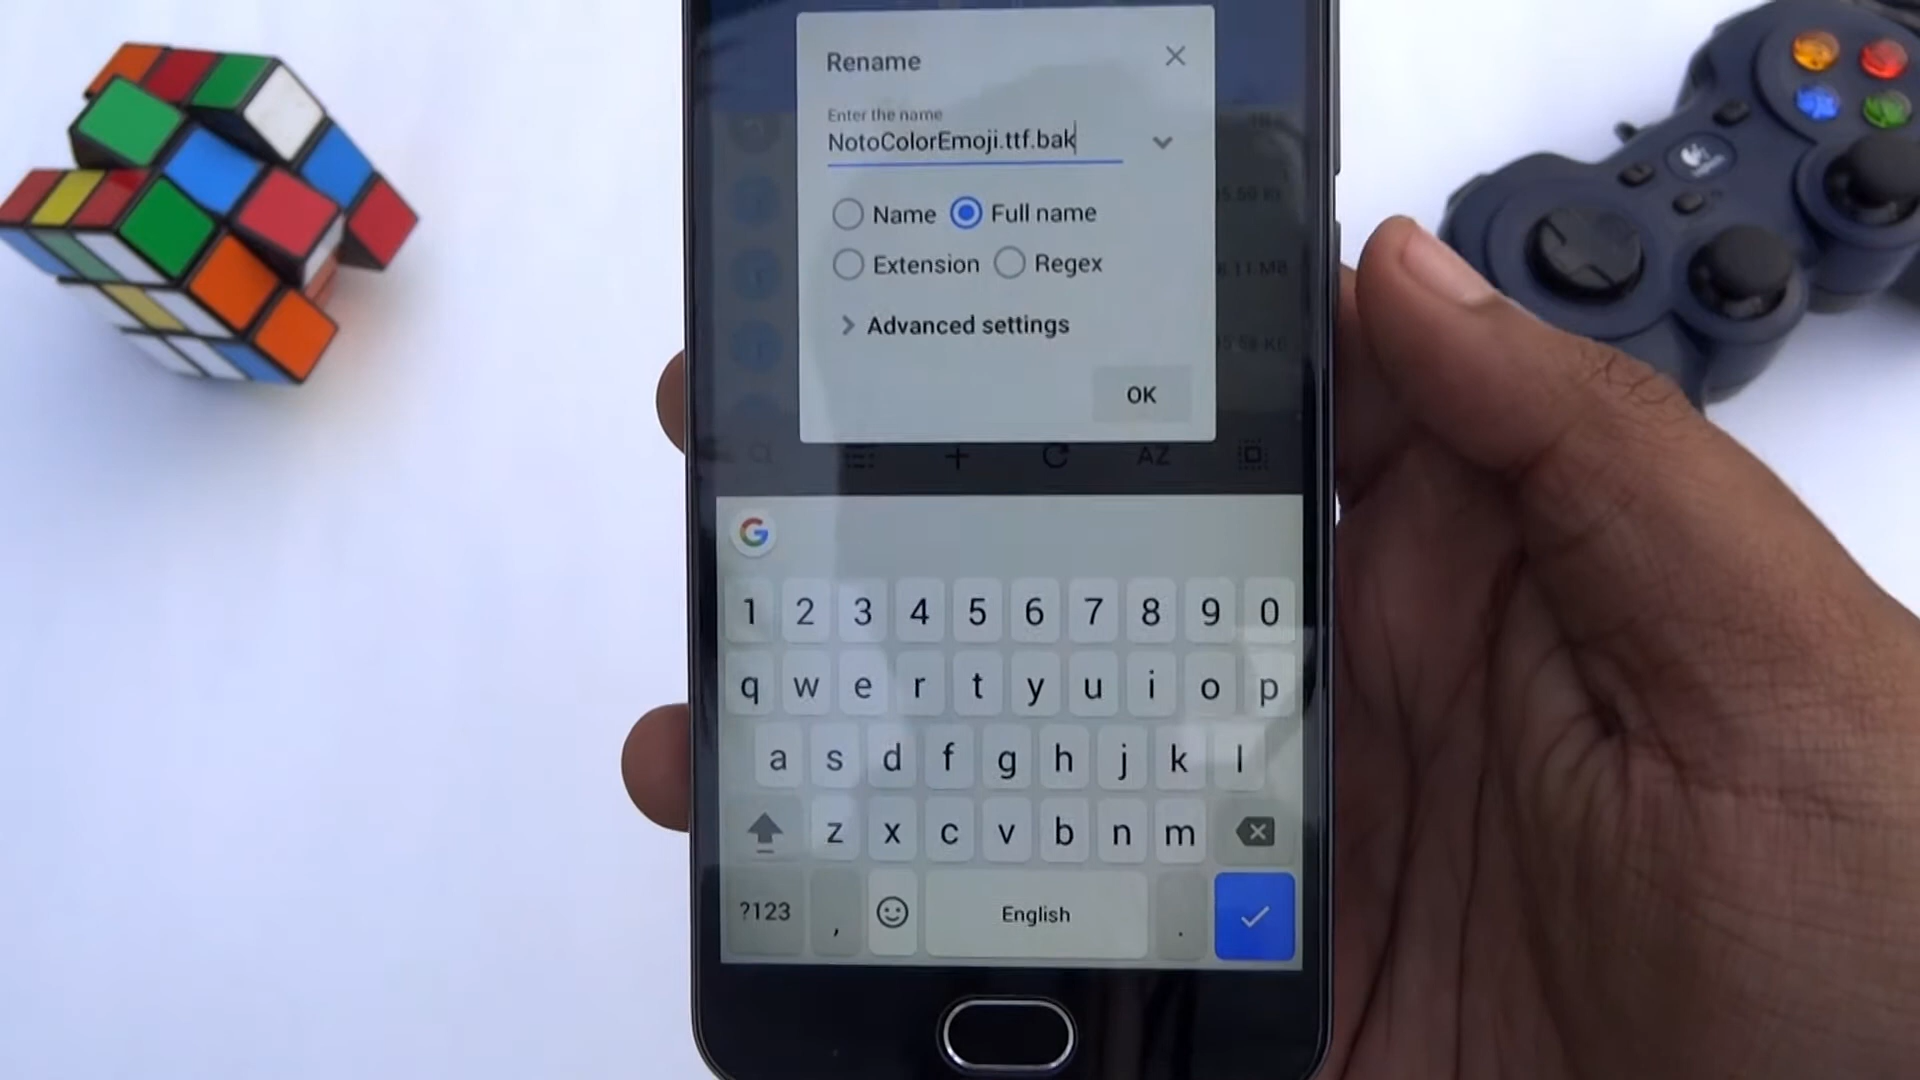 Rename
Enter the name
NotoColorEmoji.ttf.bak
Name Full name
Extension Regex
Advanced settings
OK
AZ
G
1 2 3 4 5 6 7 8 9 0
q w e r t y u i o p
a s d f g h j k l
z x c v b n m
?123 , English .